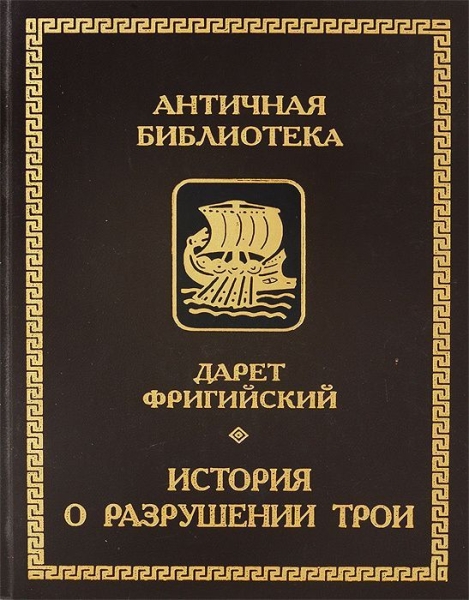 АНТИЧНАЯ
БИБЛИОТЕКА
ДАРЕТ
ФРИГИЙСКИЙ
ИСТОРИЯ
О РАЗРУШЕНИИ ТРОИ